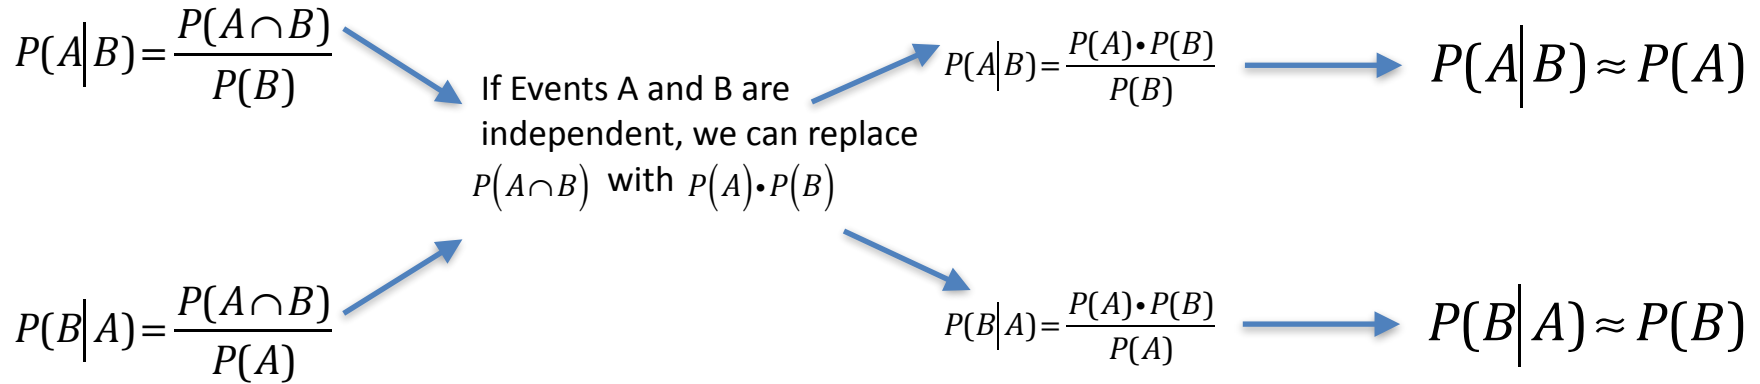 P(A|B) = P(A∩B) / P(B)
P(B|A) = P(A∩B) / P(A)
If Events A and B are
independent, we can replace
P(A∩B) with P(A)•P(B)
P(A|B) = P(A)•P(B) / P(B)
P(A|B) ≈ P(A)
P(B|A) = P(A)•P(B) / P(A)
P(B|A) ≈ P(B)